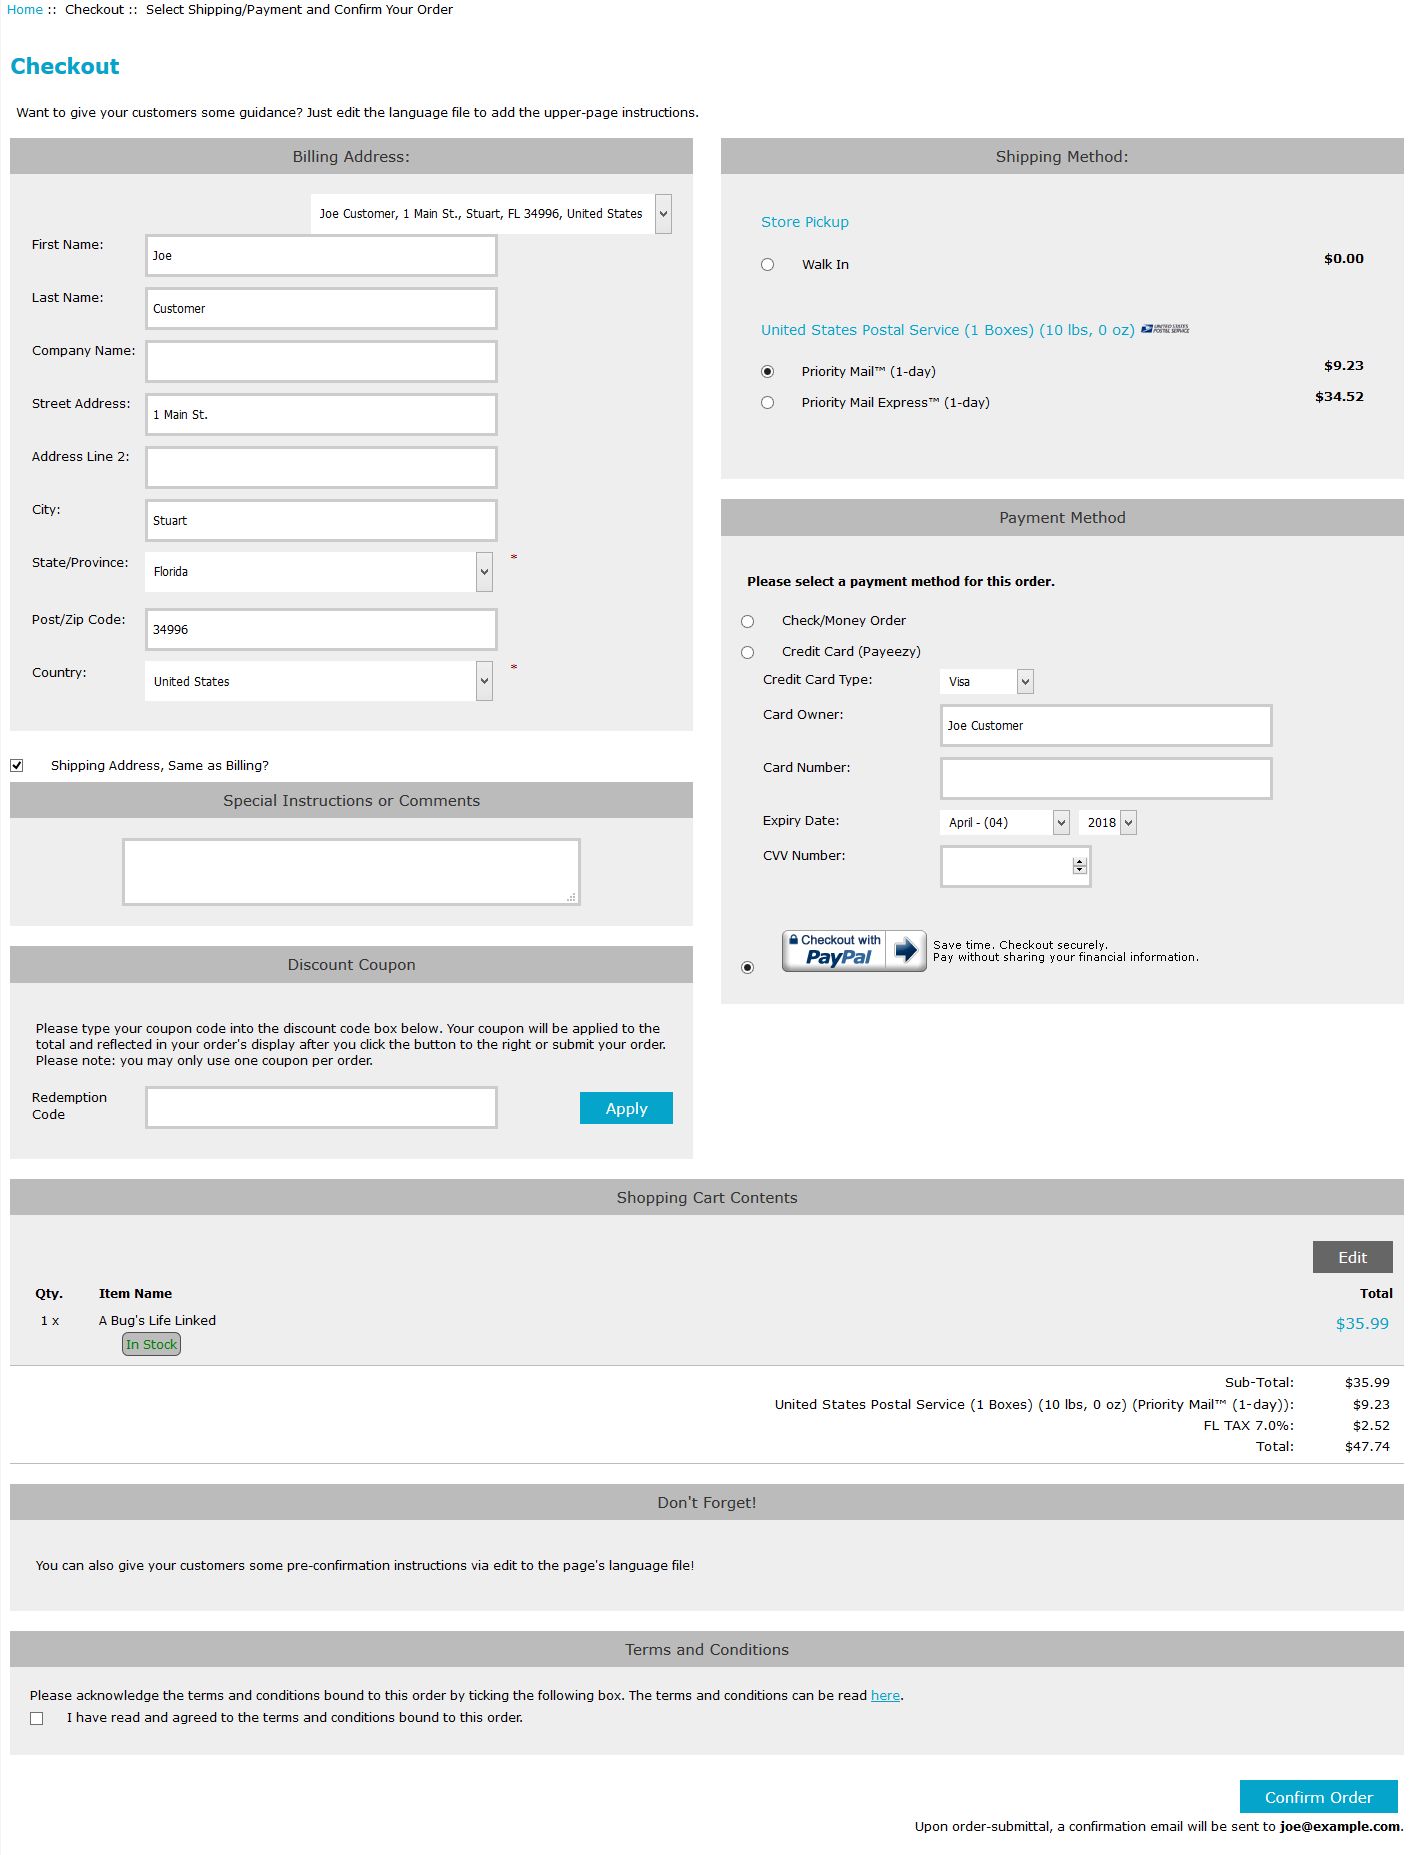 Home :: Checkout :: Select Shipping/Payment and Confirm Your Order
Checkout
Want to give your customers some guidance? Just edit the language file to add the upper-page instructions.
Billing Address:
Joe Customer, 1 Main St., Stuart, FL 34996, United States
First Name:
Joe
Last Name:
Customer
Company Name:
Street Address:
1 Main St.
Address Line 2:
City:
Stuart
State/Province:
Florida
*
Post/Zip Code:
34996
Country:
United States
*
Shipping Address, Same as Billing?
Special Instructions or Comments
Discount Coupon
Please type your coupon code into the discount code box below. Your coupon will be applied to the
total and reflected in your order's display after you click the button to the right or submit your order.
Please note: you may only use one coupon per order.
Redemption
Code
Apply
Shipping Method:
Store Pickup
Walk In
$0.00
United States Postal Service (1 Boxes) (10 lbs, 0 oz)
UNITED STATES
POSTAL SERVICE
Priority Mail™ (1-day)
$9.23
Priority Mail Express™ (1-day)
$34.52
Payment Method
Please select a payment method for this order.
Check/Money Order
Credit Card (Payeezy)
Credit Card Type:
Visa
Card Owner:
Joe Customer
Card Number:
Expiry Date:
April - (04)
2018
CVV Number:
Checkout with
PayPal
Save time. Checkout securely.
Pay without sharing your financial information.
Shopping Cart Contents
Edit
Qty. Item Name Total
1 x A Bug's Life Linked $35.99
In Stock
Sub-Total: $35.99
United States Postal Service (1 Boxes) (10 lbs, 0 oz) (Priority Mail™ (1-day)): $9.23
FL TAX 7.0%: $2.52
Total: $47.74
Don't Forget!
You can also give your customers some pre-confirmation instructions via edit to the page's language file!
Terms and Conditions
Please acknowledge the terms and conditions bound to this order by ticking the following box. The terms and conditions can be read here.
I have read and agreed to the terms and conditions bound to this order.
Confirm Order
Upon order-submittal, a confirmation email will be sent to joe@example.com.